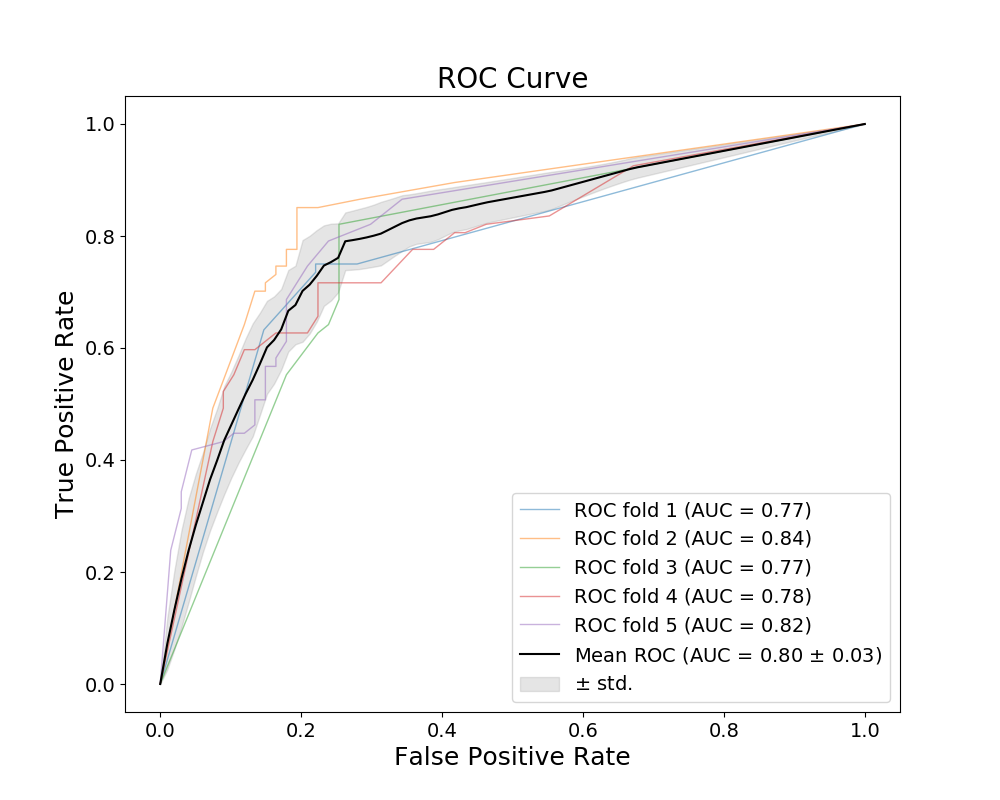 ROC Curve
1.0
0.8
0.6
0.4
0.2
0.0
True Positive Rate
ROC fold 1 (AUC = 0.77)
ROC fold 2 (AUC = 0.84)
ROC fold 3 (AUC = 0.77)
ROC fold 4 (AUC = 0.78)
ROC fold 5 (AUC = 0.82)
Mean ROC (AUC = 0.80 ± 0.03)
± std.
0.0 0.2 0.4 0.6 0.8 1.0
False Positive Rate